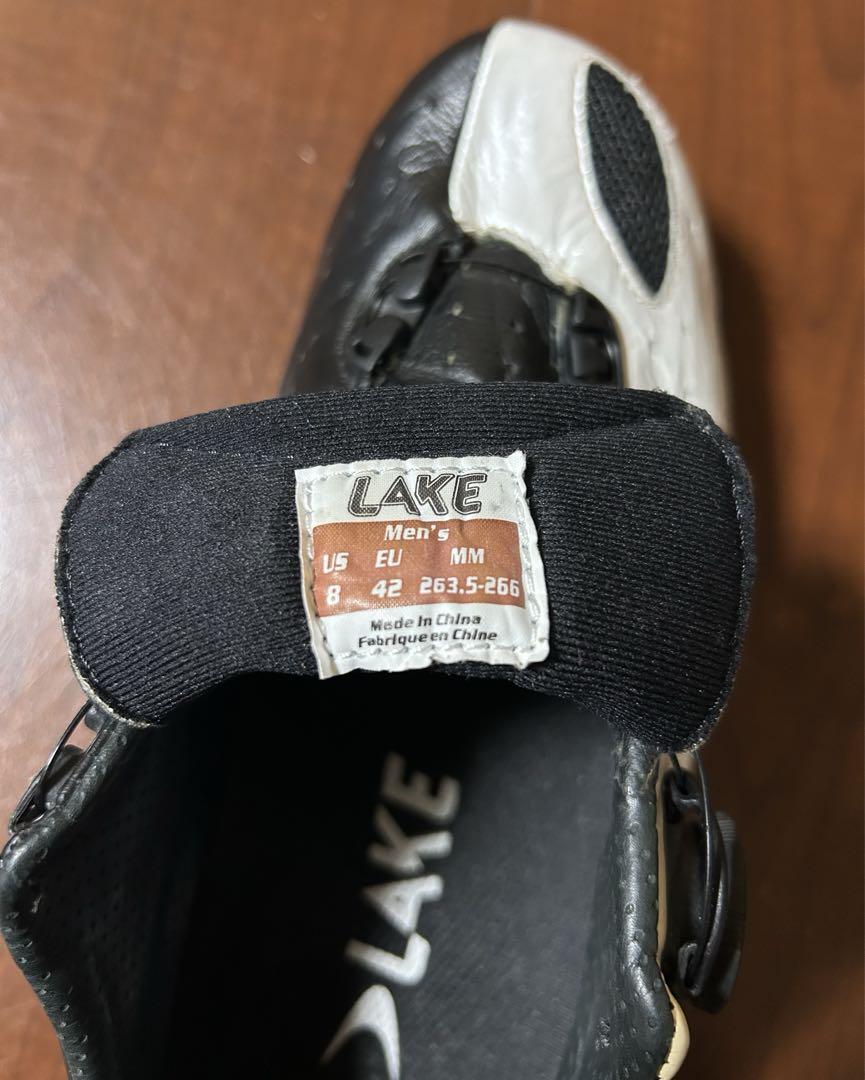 LAKE
Men's
US EU MM
8 42 263.5-266
Made in China
Fabrique en Chine
LAKE